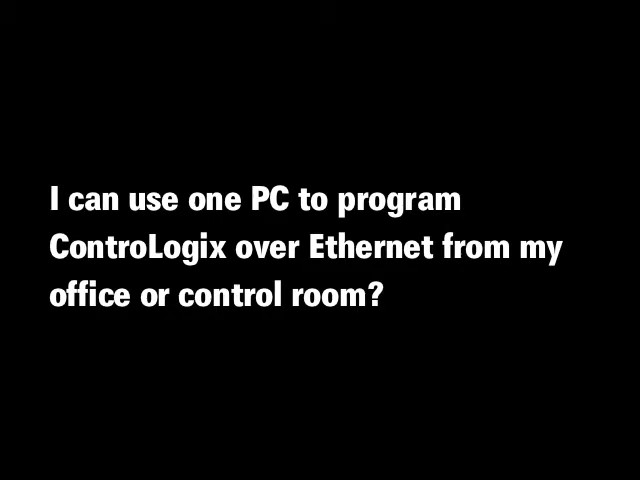 I can use one PC to program
ControLogix over Ethernet from my
office or control room?